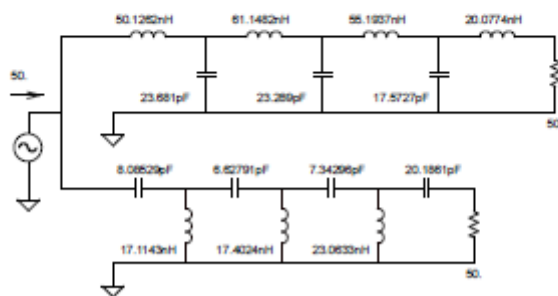 50.1262nH 61.1482nH 55.1937nH 20.0774nH
50.
23.681pF 23.289pF 17.5727pF
50.
8.08529pF 6.62791pF 7.34296pF 20.1861pF
17.1143nH 17.4024nH 23.0633nH
50.